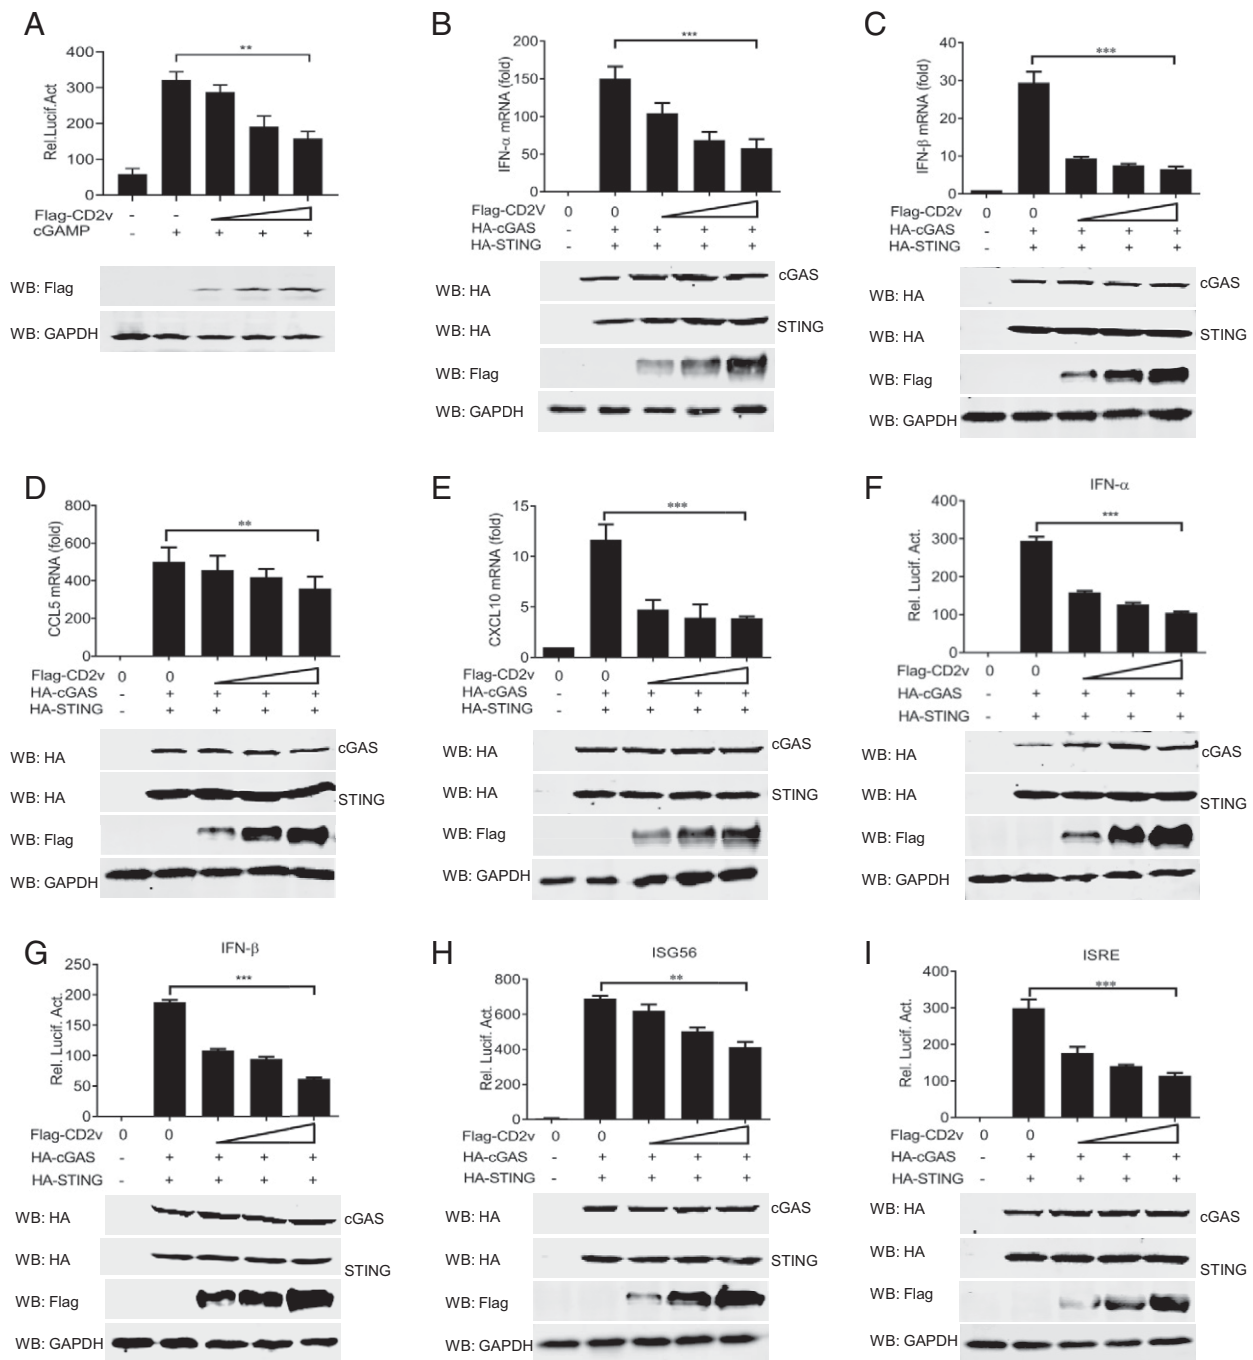 A
**
400
300
200
100
0
Rel.Lucif.Act
Flag-CD2v - -
cGAMP - + + + +
WB: Flag
WB: GAPDH
B
***
200
150
100
50
0
IFN-α mRNA (fold)
Flag-CD2V 0 0
HA-cGAS - + + + +
HA-STING - + + + +
WB: HA cGAS
WB: HA STING
WB: Flag
WB: GAPDH
C
***
40
30
20
10
0
IFN-β mRNA (fold)
Flag-CD2v 0 0
HA-cGAS - + + + +
HA-STING - + + + +
WB: HA cGAS
WB: HA STING
WB: Flag
WB: GAPDH
D
**
800
600
400
200
0
CCL5 mRNA (fold)
Flag-CD2v 0 0
HA-cGAS - + + + +
HA-STING - + + + +
WB: HA cGAS
WB: HA STING
WB: Flag
WB: GAPDH
E
***
15
10
5
0
CXCL10 mRNA (fold)
Flag-CD2v 0 0
HA-cGAS - + + + +
HA-STING - + + + +
WB: HA cGAS
WB: HA STING
WB: Flag
WB: GAPDH
F
IFN-α
***
400
300
200
100
0
Rel. Lucif. Act.
Flag-CD2v 0 0
HA-cGAS - + + + +
HA-STING - + + + +
WB: HA cGAS
WB: HA STING
WB: Flag
WB: GAPDH
G
IFN-β
***
250
200
150
100
50
0
Rel. Lucif. Act.
Flag-CD2v 0 0
HA-cGAS - + + + +
HA-STING - + + + +
WB: HA cGAS
WB: HA STING
WB: Flag
WB: GAPDH
H
ISG56
**
800
600
400
200
0
Rel. Lucif. Act.
Flag-CD2v 0 0
HA-cGAS - + + + +
HA-STING - + + + +
WB: HA cGAS
WB: HA STING
WB: Flag
WB: GAPDH
I
ISRE
***
400
300
200
100
0
Rel. Lucif. Act.
Flag-CD2v 0 0
HA-cGAS - + + + +
HA-STING - + + + +
WB: HA cGAS
WB: HA STING
WB: Flag
WB: GAPDH